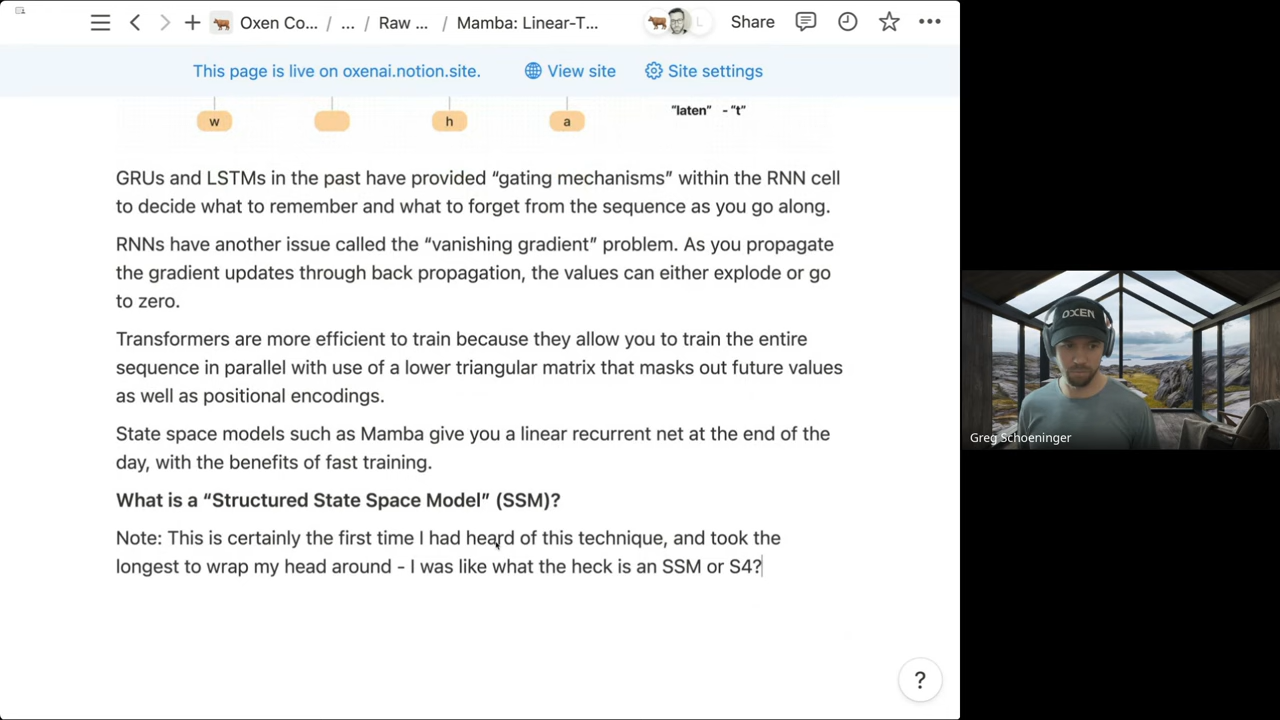 Oxen Co... / ... / Raw ... / Mamba: Linear-T... L Share
This page is live on oxenai.notion.site. View site Site settings
w h a "laten" - "t"
GRUs and LSTMs in the past have provided “gating mechanisms” within the RNN cell
to decide what to remember and what to forget from the sequence as you go along.
RNNs have another issue called the “vanishing gradient” problem. As you propagate
the gradient updates through back propagation, the values can either explode or go
to zero.
Transformers are more efficient to train because they allow you to train the entire
sequence in parallel with use of a lower triangular matrix that masks out future values
as well as positional encodings.
State space models such as Mamba give you a linear recurrent net at the end of the
day, with the benefits of fast training.
What is a “Structured State Space Model” (SSM)?
Note: This is certainly the first time I had heard of this technique, and took the
longest to wrap my head around - I was like what the heck is an SSM or S4?
?
OXEN
Greg Schoeninger